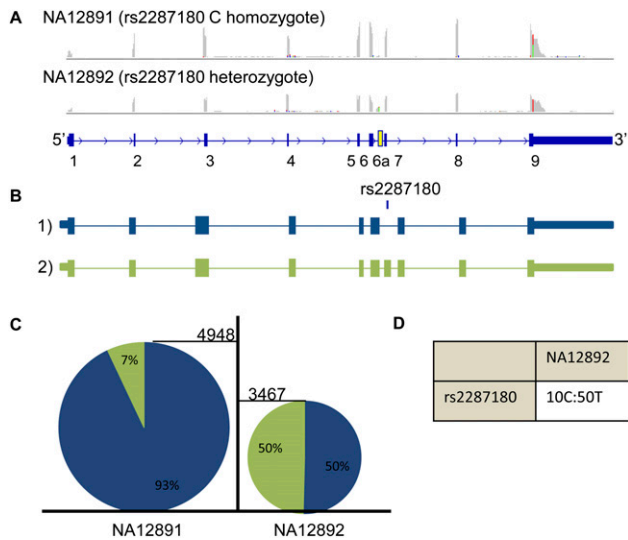 A
NA12891 (rs2287180 C homozygote)
NA12892 (rs2287180 heterozygote)
5' 3'
1 2 3 4 5 6 6a 7 8 9
rs2287180
B
1)
2)
C
4948
7%
93%
NA12891
3467
50% 50%
NA12892
D
NA12892
rs2287180 10C:50T